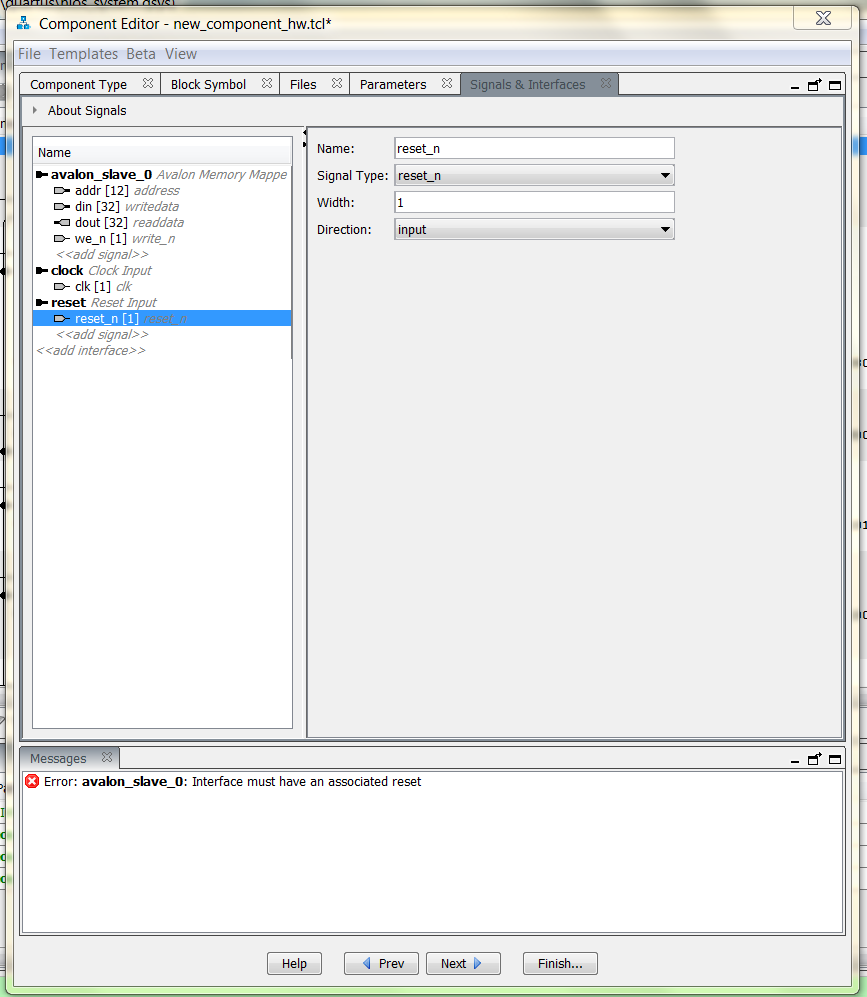 \quartus\nios_system.qsys)
Component Editor - new_component_hw.tcl*
File Templates Beta View
Component Type Block Symbol Files Parameters Signals & Interfaces
About Signals
Name
avalon_slave_0 Avalon Memory Mappe
addr [12] address
din [32] writedata
dout [32] readdata
we_n [1] write_n
<<add signal>>
clock Clock Input
clk [1] clk
reset Reset Input
reset_n [1] reset_n
<<add signal>>
<<add interface>>
Name: reset_n
Signal Type: reset_n
Width: 1
Direction: input
Messages
Error: avalon_slave_0: Interface must have an associated reset
Help Prev Next Finish...